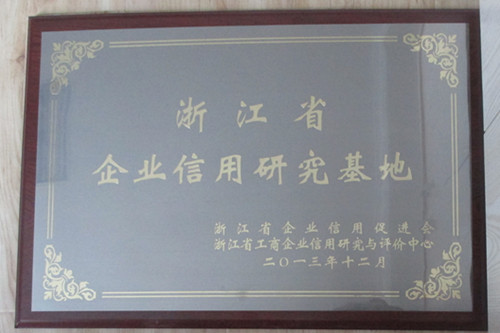 浙江省
企业信用研究基地
浙江省企业信用促进会
浙江省工商企业信用研究与评价中心
二〇一三年十二月